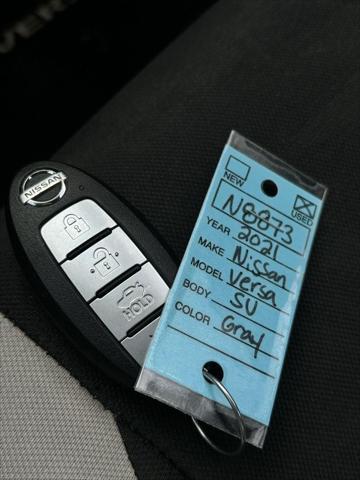 NISSAN
HOLD
NEW
USED
N8873
YEAR 2021
MAKE Nissan
MODEL Versa
BODY SV
COLOR Gray